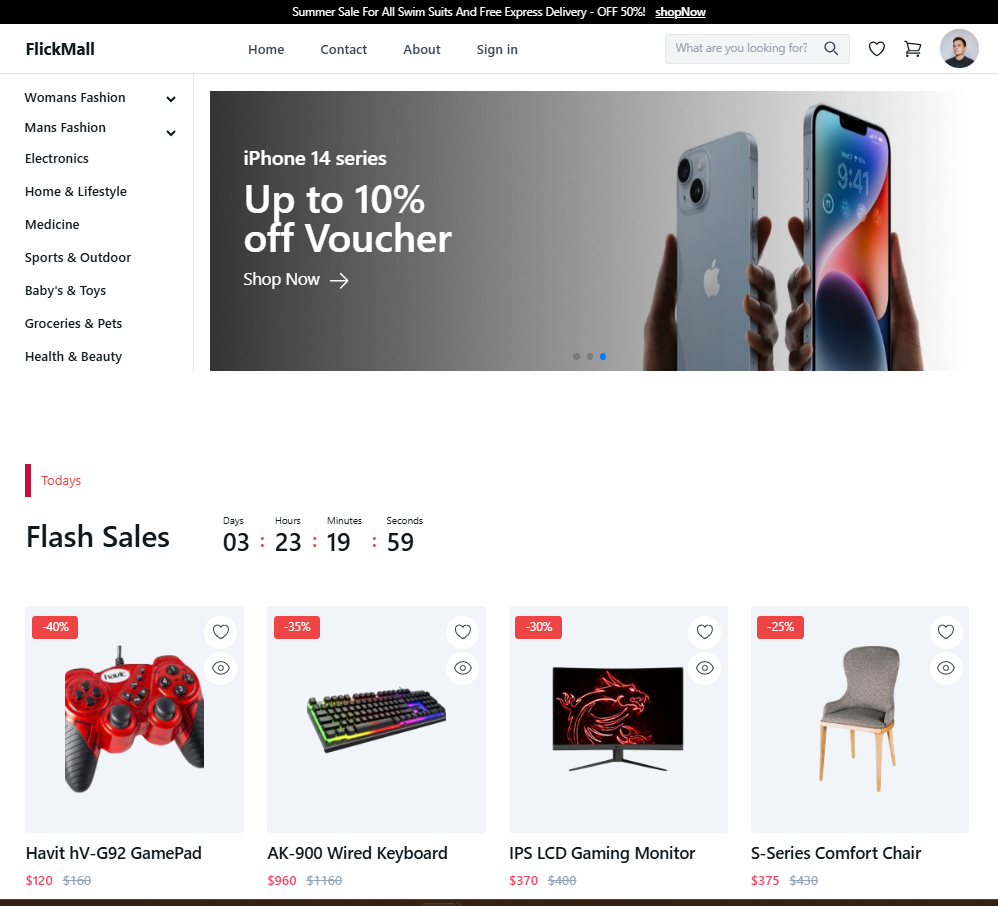 Summer Sale For All Swim Suits And Free Express Delivery - OFF 50%! shopNow
FlickMall
Home Contact About Sign in
What are you looking for?
Womans Fashion
Mans Fashion
Electronics
Home & Lifestyle
Medicine
Sports & Outdoor
Baby's & Toys
Groceries & Pets
Health & Beauty
iPhone 14 series
Up to 10%
off Voucher
Shop Now
9:41
Todays
Flash Sales
Days Hours Minutes Seconds
03 : 23 : 19 : 59
-40%
havit
Havit hV-G92 GamePad
$120 $160
-35%
AK-900 Wired Keyboard
$960 $1160
-30%
IPS LCD Gaming Monitor
$370 $400
-25%
S-Series Comfort Chair
$375 $430